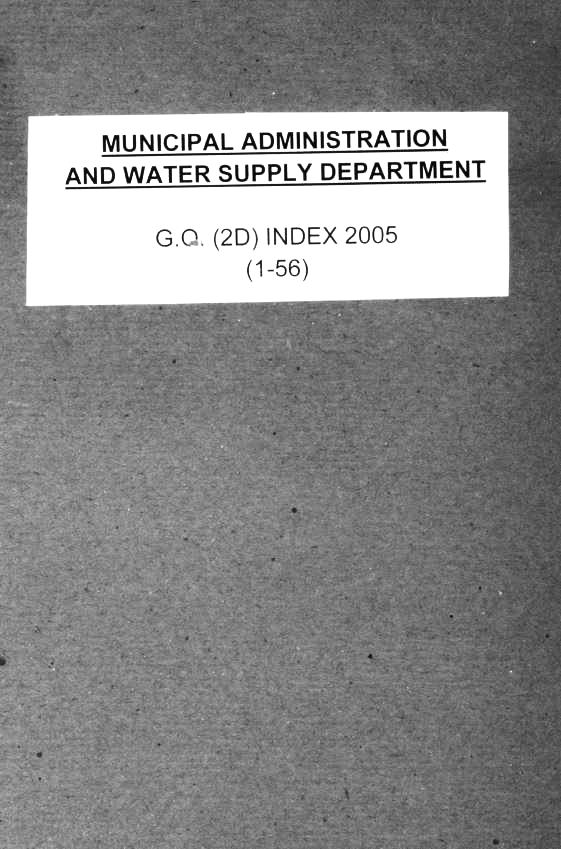 MUNICIPAL ADMINISTRATION
AND WATER SUPPLY DEPARTMENT
G.O. (2D) INDEX 2005
(1-56)